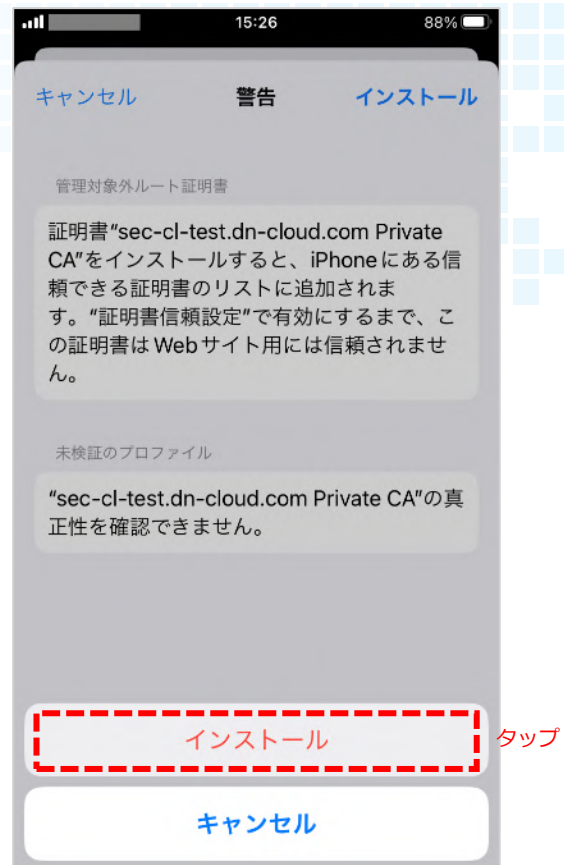 15:26
88%
キャンセル 警告 インストール
管理対象外ルート証明書
証明書“sec-cl-test.dn-cloud.com Private
CA”をインストールすると、iPhoneにある信
頼できる証明書のリストに追加されま
す。“証明書信頼設定”で有効にするまで、こ
の証明書はWebサイト用には信頼されませ
ん。
未検証のプロファイル
“sec-cl-test.dn-cloud.com Private CA”の真
正性を確認できません。
インストール
タップ
キャンセル